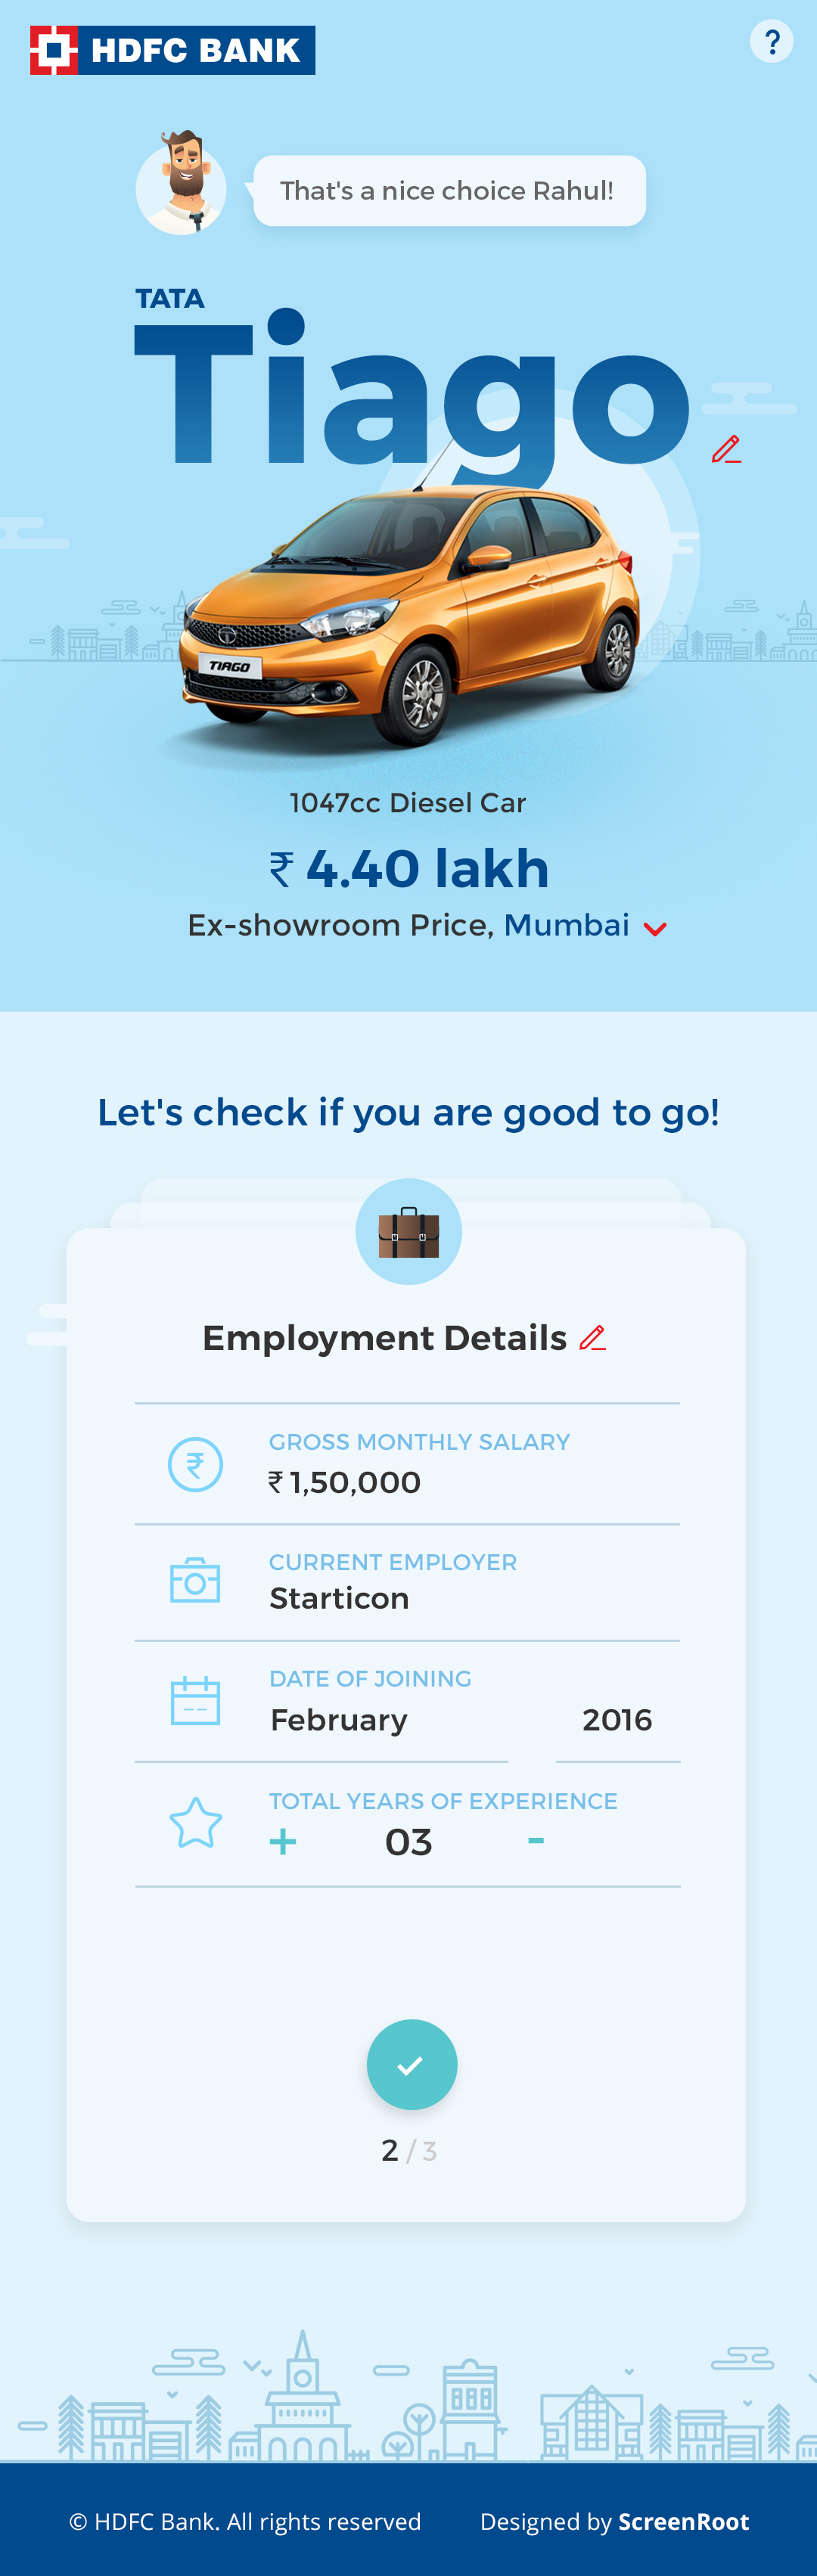 HDFC BANK
?
That's a nice choice Rahul!
TATA
Tiago
TIAGO
1047cc Diesel Car
₹ 4.40 lakh
Ex-showroom Price, Mumbai
Let's check if you are good to go!
Employment Details
₹
GROSS MONTHLY SALARY
₹ 1,50,000
CURRENT EMPLOYER
Starticon
DATE OF JOINING
February 2016
TOTAL YEARS OF EXPERIENCE
+ 03 -
2 / 3
© HDFC Bank. All rights reserved Designed by ScreenRoot